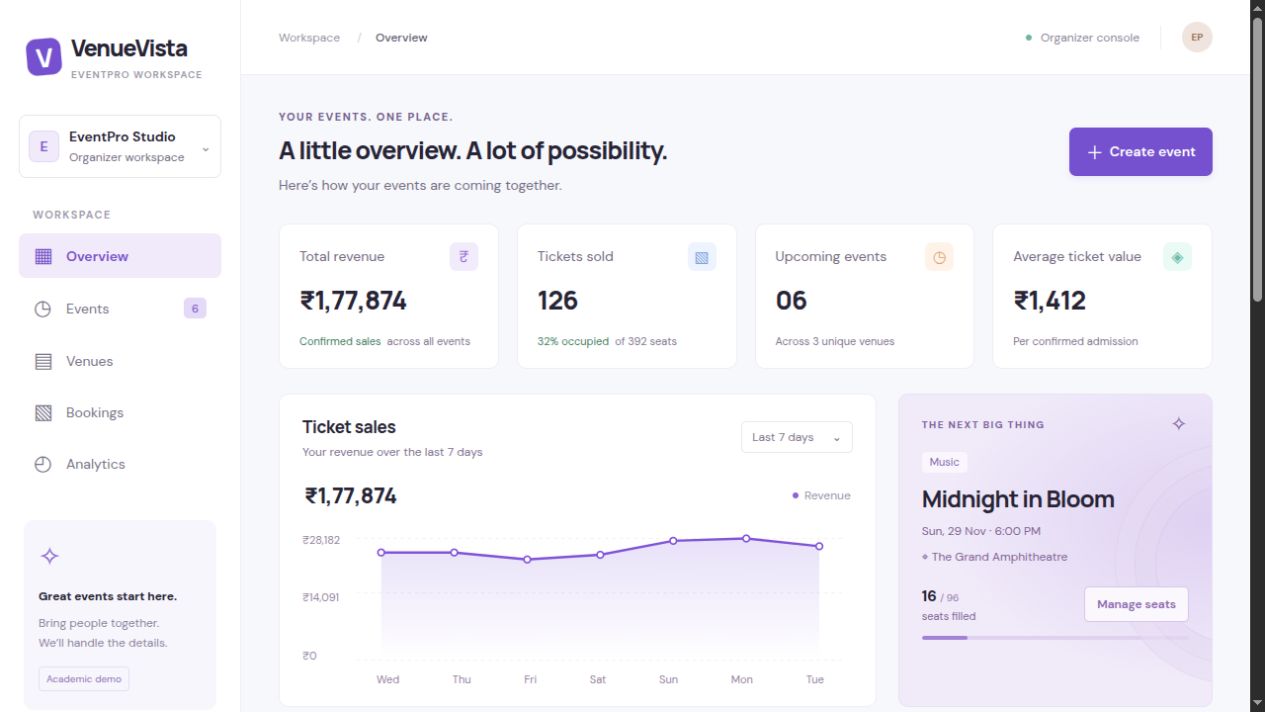 VenueVista
EVENTPRO WORKSPACE
E
EventPro Studio
Organizer workspace
WORKSPACE
Overview
Events
6
Venues
Bookings
Analytics
Great events start here.
Bring people together.
We'll handle the details.
Academic demo
Workspace / Overview
Organizer console
EP
YOUR EVENTS. ONE PLACE.
A little overview. A lot of possibility.
Here's how your events are coming together.
+ Create event
Total revenue
₹
₹1,77,874
Confirmed sales across all events
Tickets sold
126
32% occupied of 392 seats
Upcoming events
06
Across 3 unique venues
Average ticket value
₹1,412
Per confirmed admission
Ticket sales
Your revenue over the last 7 days
Last 7 days
₹1,77,874
Revenue
₹28,182
₹14,091
₹0
Wed Thu Fri Sat Sun Mon Tue
THE NEXT BIG THING
Music
Midnight in Bloom
Sun, 29 Nov · 6:00 PM
The Grand Amphitheatre
16 / 96
seats filled
Manage seats